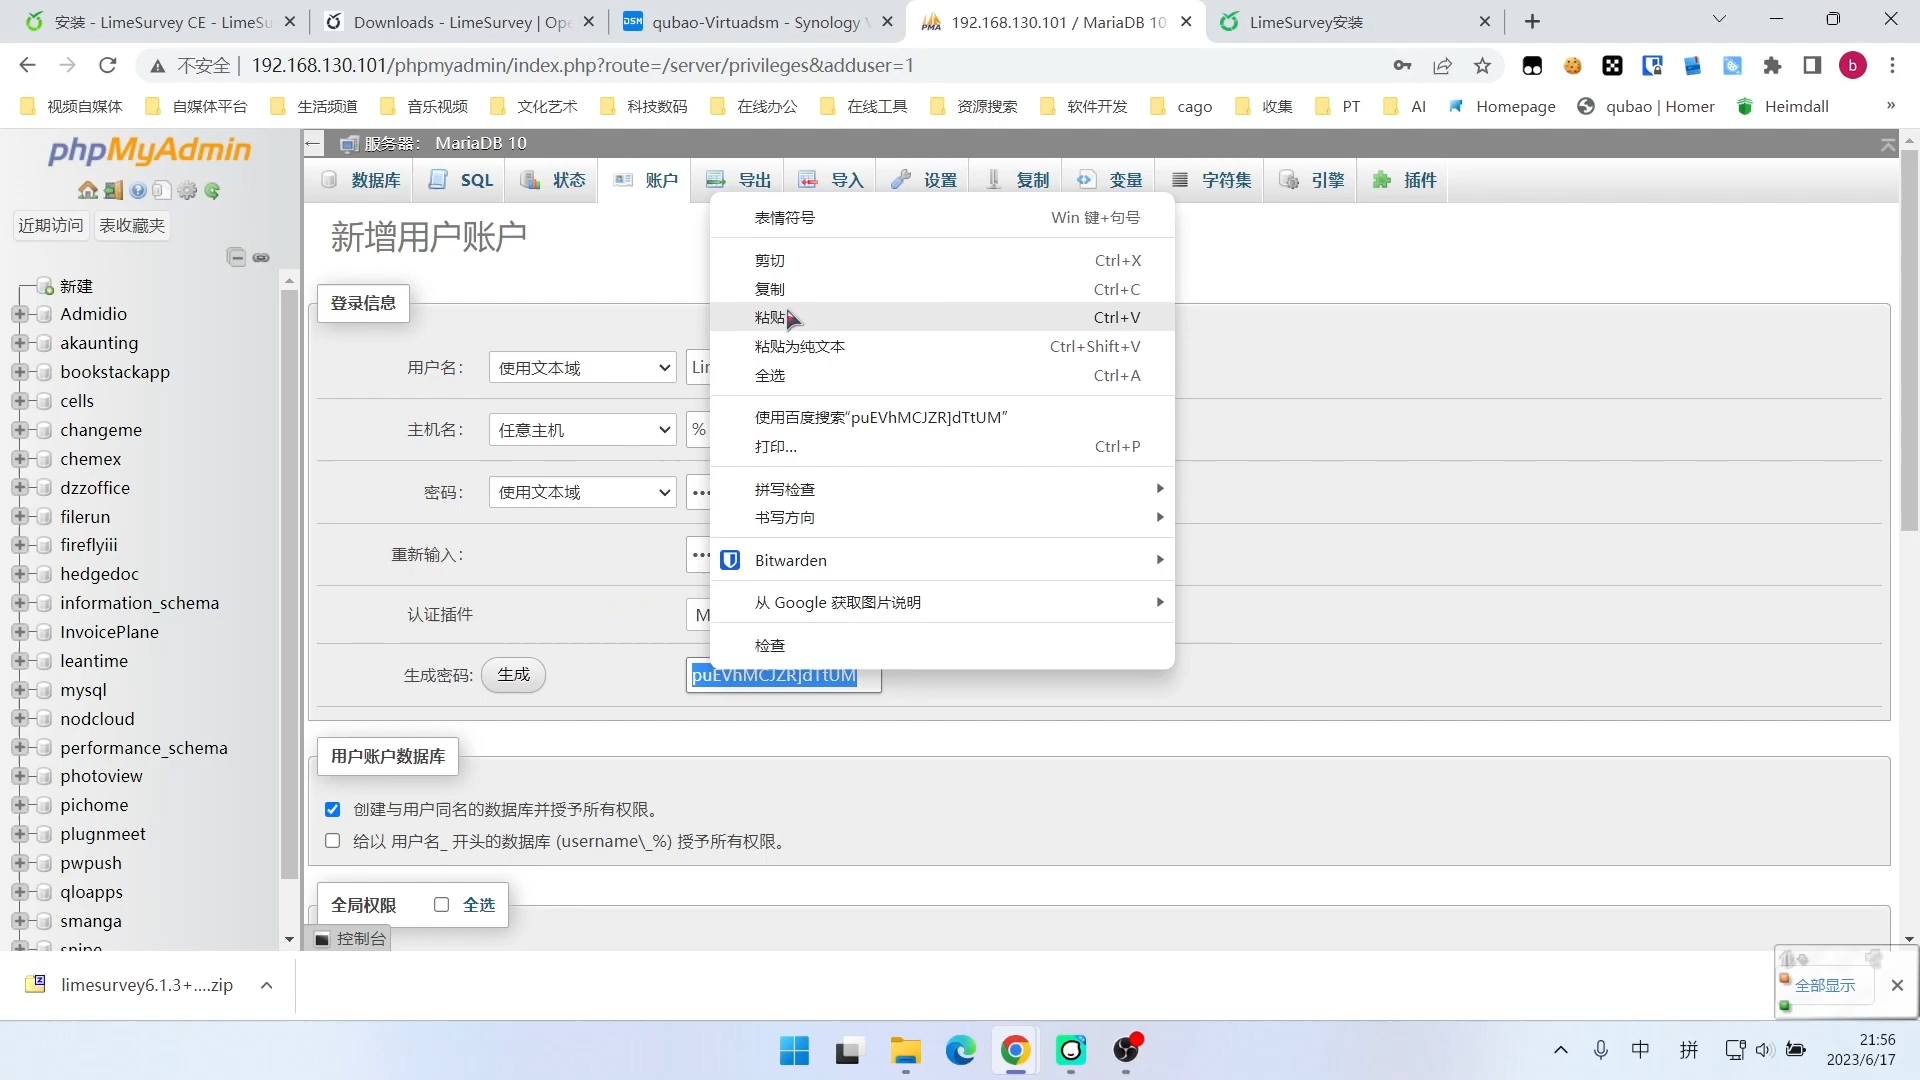 安装 - LimeSurvey CE - LimeSu
Downloads - LimeSurvey | Ope
qubao-Virtuadsm - Synology V
192.168.130.101 / MariaDB 10
LimeSurvey安装
不安全 | 192.168.130.101/phpmyadmin/index.php?route=/server/privileges&adduser=1
b
视频自媒体
自媒体平台
生活频道
音乐视频
文化艺术
科技数码
在线办公
在线工具
资源搜索
软件开发
cago
收集
PT
AI
Homepage
qubao | Homer
Heimdall
»
phpMyAdmin
近期访问
表收藏夹
新建
Admidio
akaunting
bookstackapp
cells
changeme
chemex
dzzoffice
filerun
fireflyiii
hedgedoc
information_schema
InvoicePlane
leantime
mysql
nodcloud
performance_schema
photoview
pichome
plugnmeet
pwpush
qloapps
smanga
snipe
服务器: MariaDB 10
数据库
SQL
状态
账户
导出
导入
设置
复制
变量
字符集
引擎
插件
新增用户账户
登录信息
用户名:
使用文本域
主机名:
任意主机
%
密码:
使用文本域
重新输入:
认证插件
生成密码:
生成
puEVhMCJZR]dTtUM
表情符号 Win 键+句号
剪切 Ctrl+X
复制 Ctrl+C
粘贴 Ctrl+V
粘贴为纯文本 Ctrl+Shift+V
全选 Ctrl+A
使用百度搜索“puEVhMCJZR]dTtUM”
打印... Ctrl+P
拼写检查
书写方向
Bitwarden
从 Google 获取图片说明
检查
用户账户数据库
创建与用户同名的数据库并授予所有权限。
给以 用户名_ 开头的数据库 (username\_%) 授予所有权限。
全局权限
全选
控制台
limesurvey6.1.3+....zip
全部显示
中
拼
21:56
2023/6/17